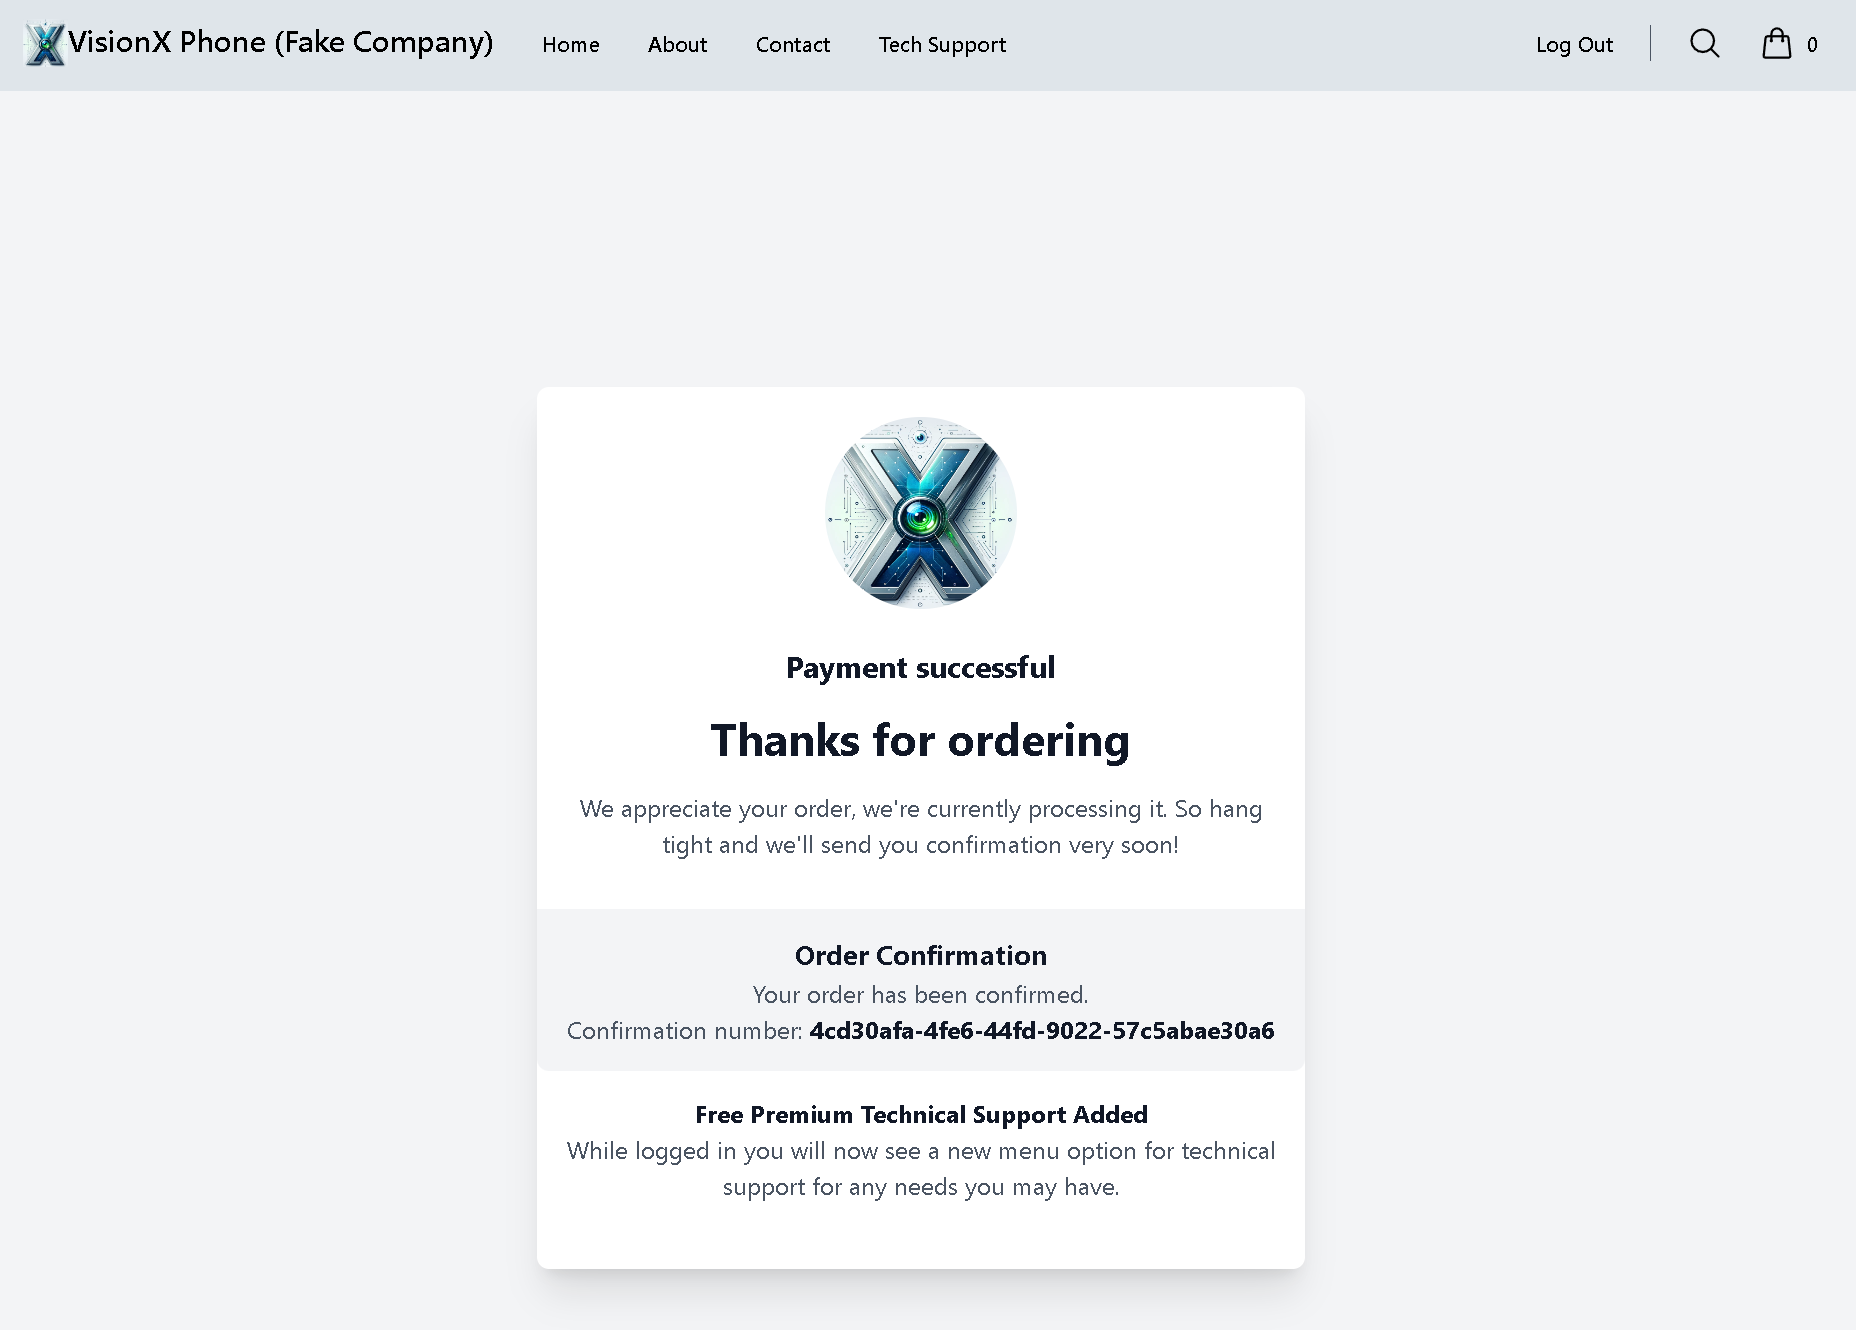 VisionX Phone (Fake Company) Home About Contact Tech Support Log Out 0
Payment successful
Thanks for ordering
We appreciate your order, we're currently processing it. So hang
tight and we'll send you confirmation very soon!
Order Confirmation
Your order has been confirmed.
Confirmation number: 4cd30afa-4fe6-44fd-9022-57c5abae30a6
Free Premium Technical Support Added
While logged in you will now see a new menu option for technical
support for any needs you may have.